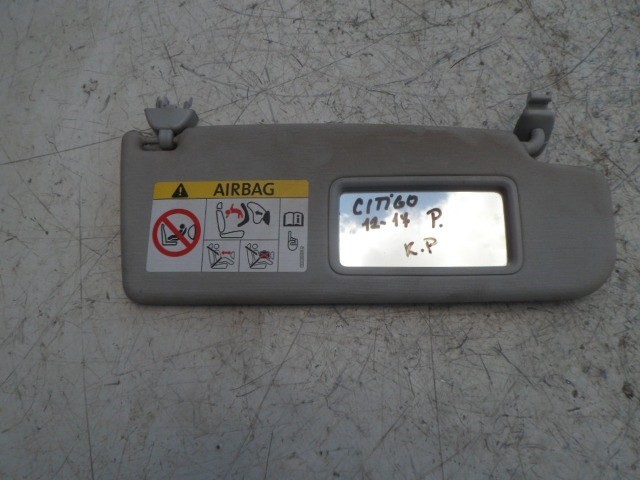 AIRBAG
CITIGO
12-17 P.
K.P